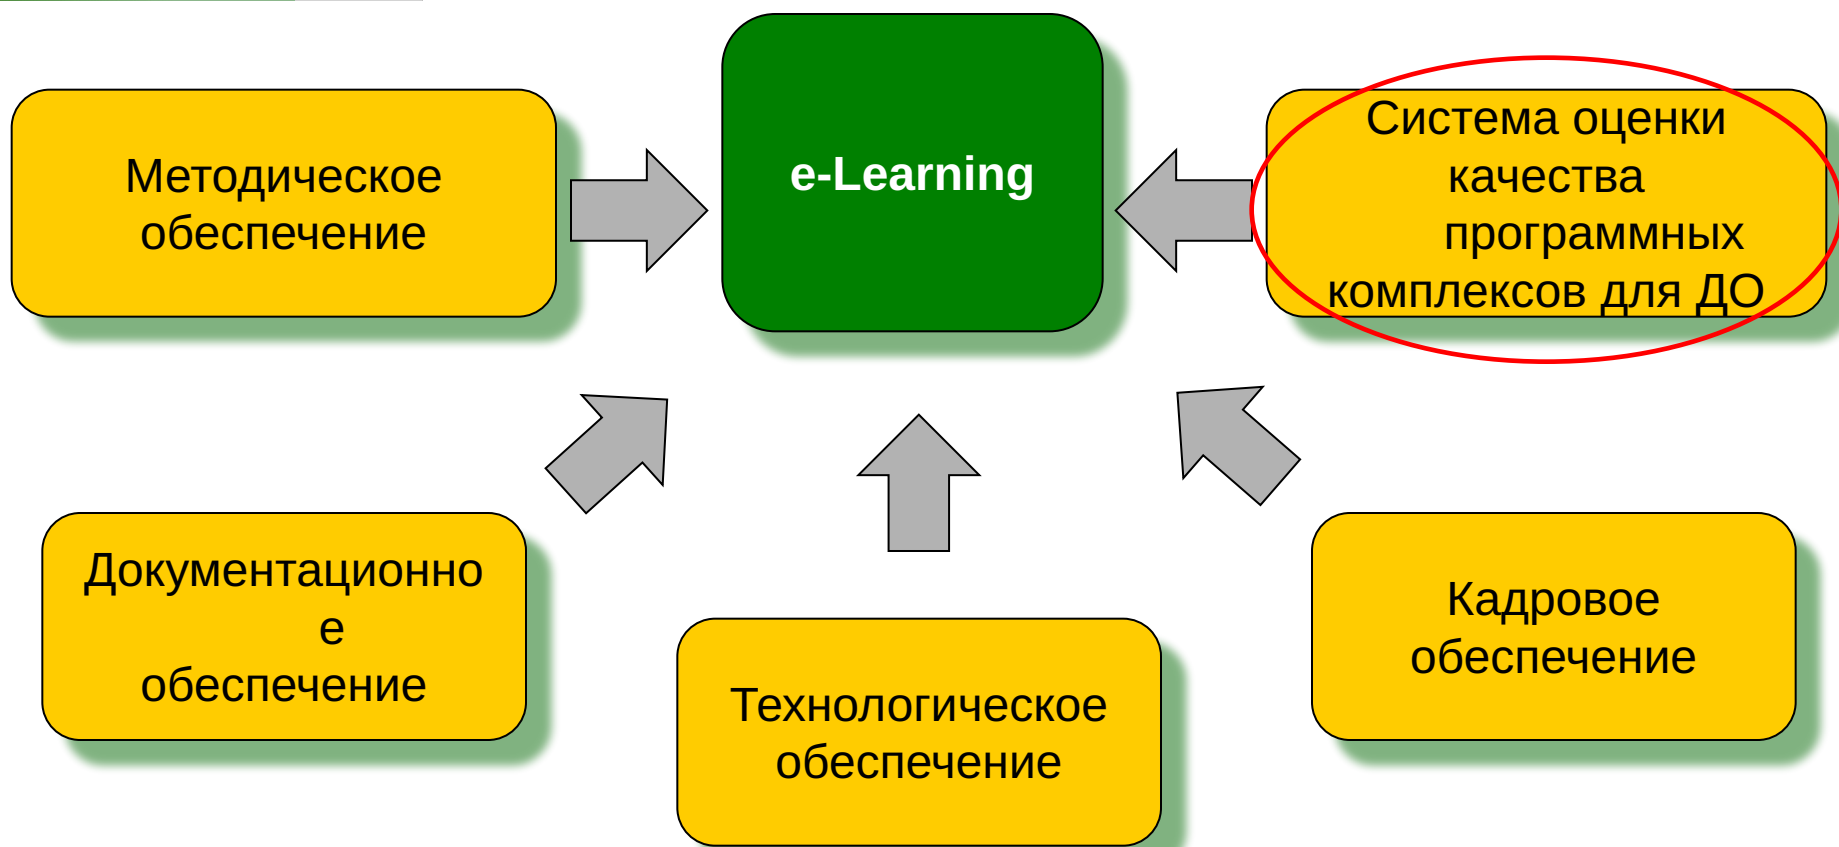 Методическое
обеспечение
e-Learning
Система оценки
качества
программных
комплексов для ДО
Документационно
е
обеспечение
Технологическое
обеспечение
Кадровое
обеспечение